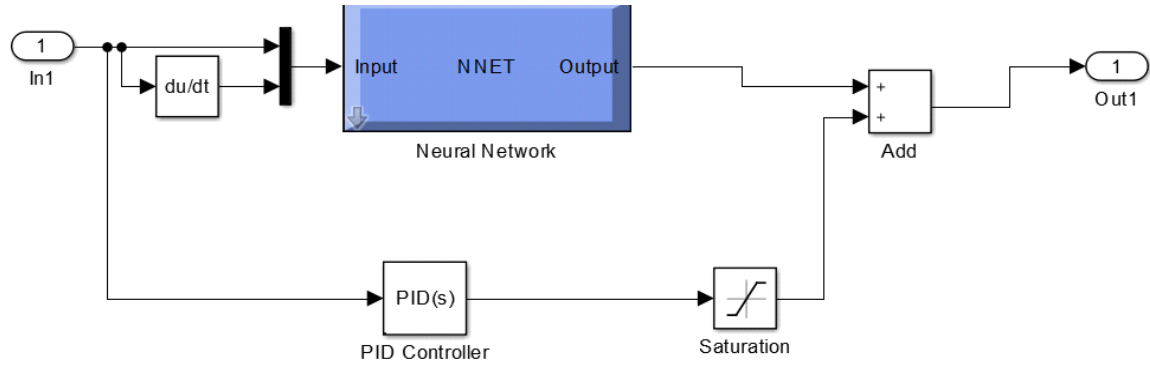 1
In1
du/dt
Input NNET Output
Neural Network
+
+
Add
1
Out1
PID(s)
PID Controller
Saturation